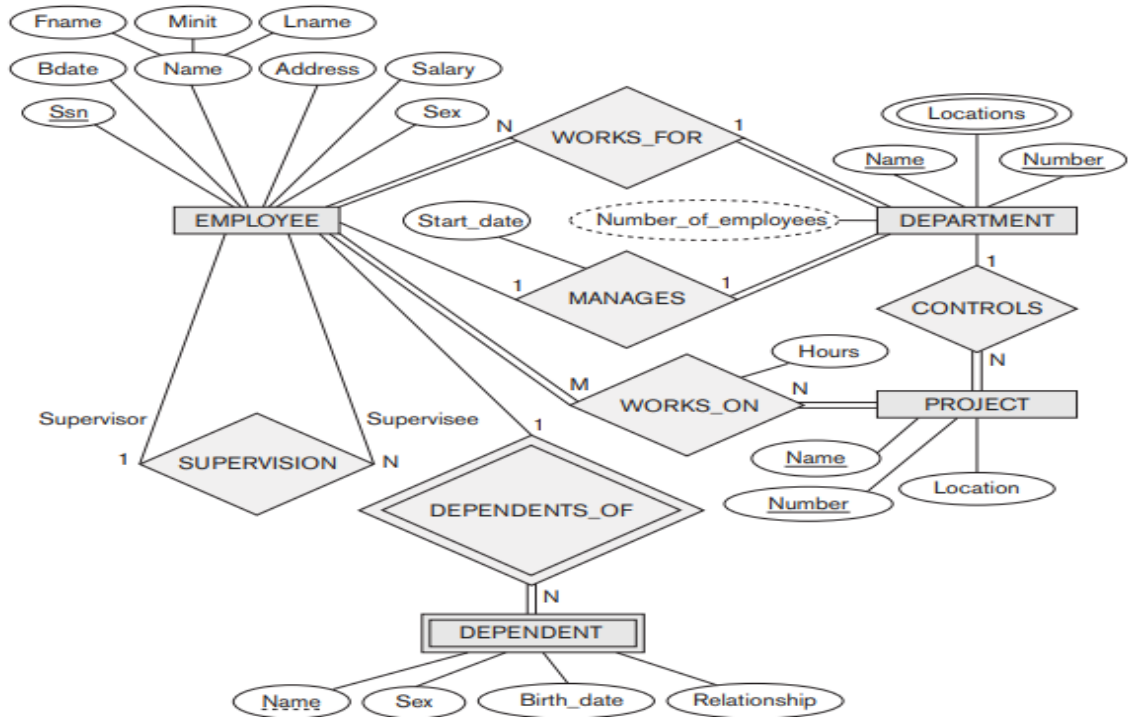 Fname Minit Lname
Bdate Name Address Salary
Ssn Sex
N WORKS_FOR 1
Locations
Name Number
EMPLOYEE
Start_date
Number_of_employees
DEPARTMENT
1 MANAGES 1
1
CONTROLS
N
Hours
M WORKS_ON N
PROJECT
Supervisor Supervisee
1 SUPERVISION N
1
Name
Number
Location
DEPENDENTS_OF
N
DEPENDENT
Name Sex Birth_date Relationship